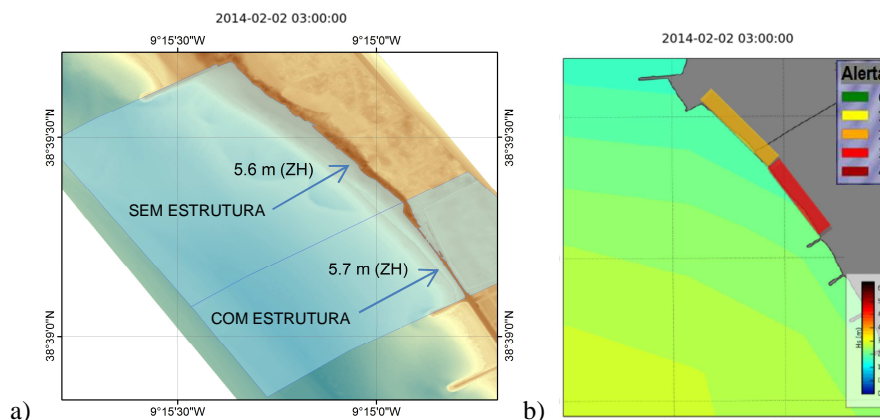 2014-02-02 03:00:00
9°15'30"W
9°15'0"W
38°39'30"N
38°39'30"N
5.6 m (ZH)
SEM ESTRUTURA
5.7 m (ZH)
COM ESTRUTURA
38°39'0"N
38°39'0"N
9°15'30"W
9°15'0"W
a)
2014-02-02 03:00:00
Alerta
Hs (m)
b)